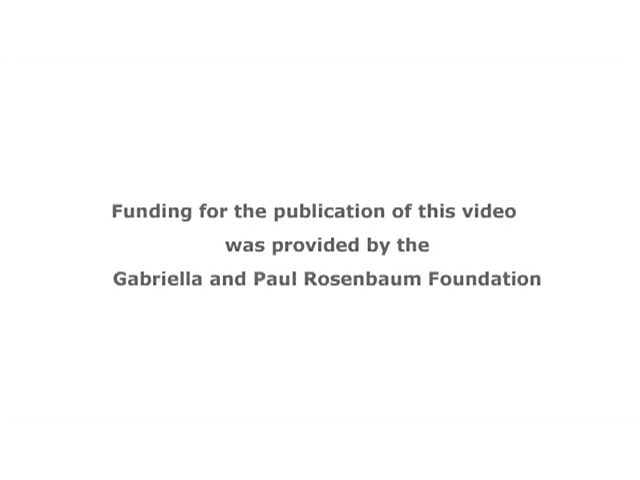 Funding for the publication of this video
was provided by the
Gabriella and Paul Rosenbaum Foundation